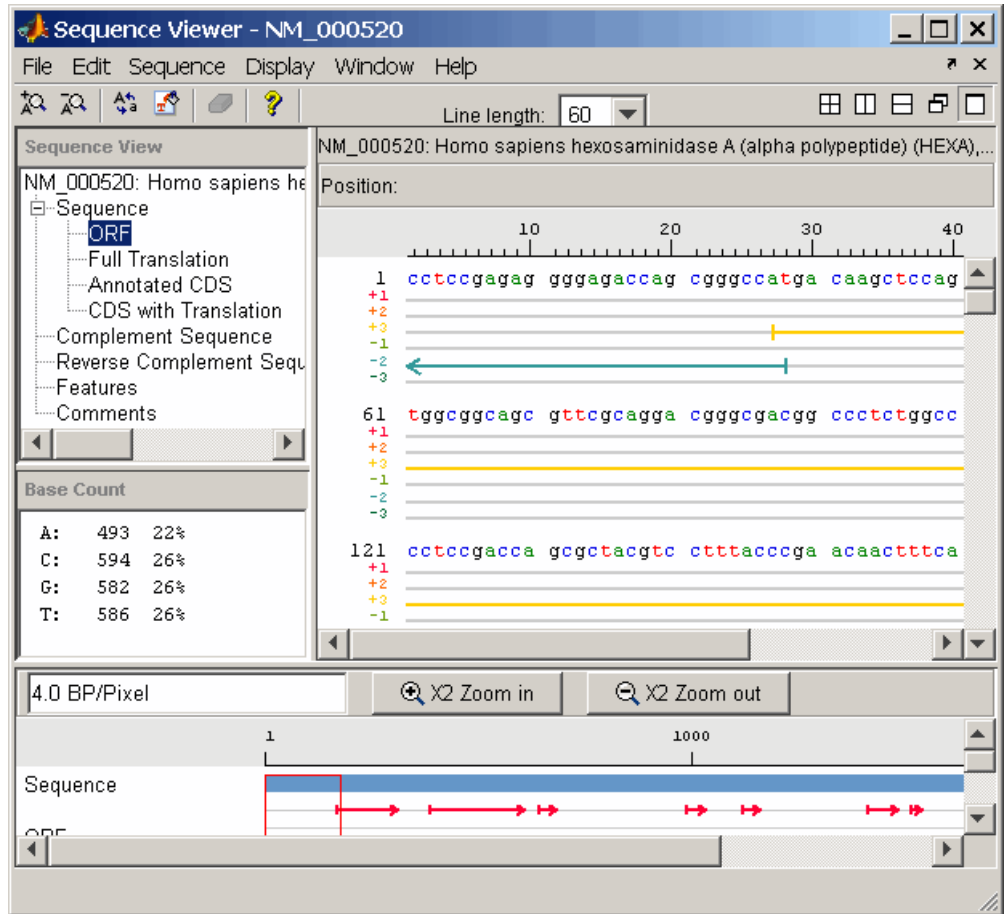 Sequence Viewer - NM_000520
File Edit Sequence Display Window Help
Line length: 60
Sequence View
NM_000520: Homo sapiens he
Sequence
ORF
Full Translation
Annotated CDS
CDS with Translation
Complement Sequence
Reverse Complement Sequ
Features
Comments
Base Count
A: 493 22%
C: 594 26%
G: 582 26%
T: 586 26%
NM_000520: Homo sapiens hexosaminidase A (alpha polypeptide) (HEXA),...
Position:
10 20 30 40
1 cctccgagag gggagaccag cgggccatga caagctccag
+1
+2
+3
-1
-2
-3
61 tggcggcagc gttcgcagga cgggcgacgg ccctctggcc
+1
+2
+3
-1
-2
-3
121 cctccgacca gcgctacgtc ctttacccga acaactttca
+1
+2
+3
-1
4.0 BP/Pixel X2 Zoom in X2 Zoom out
1 1000
Sequence
ORF